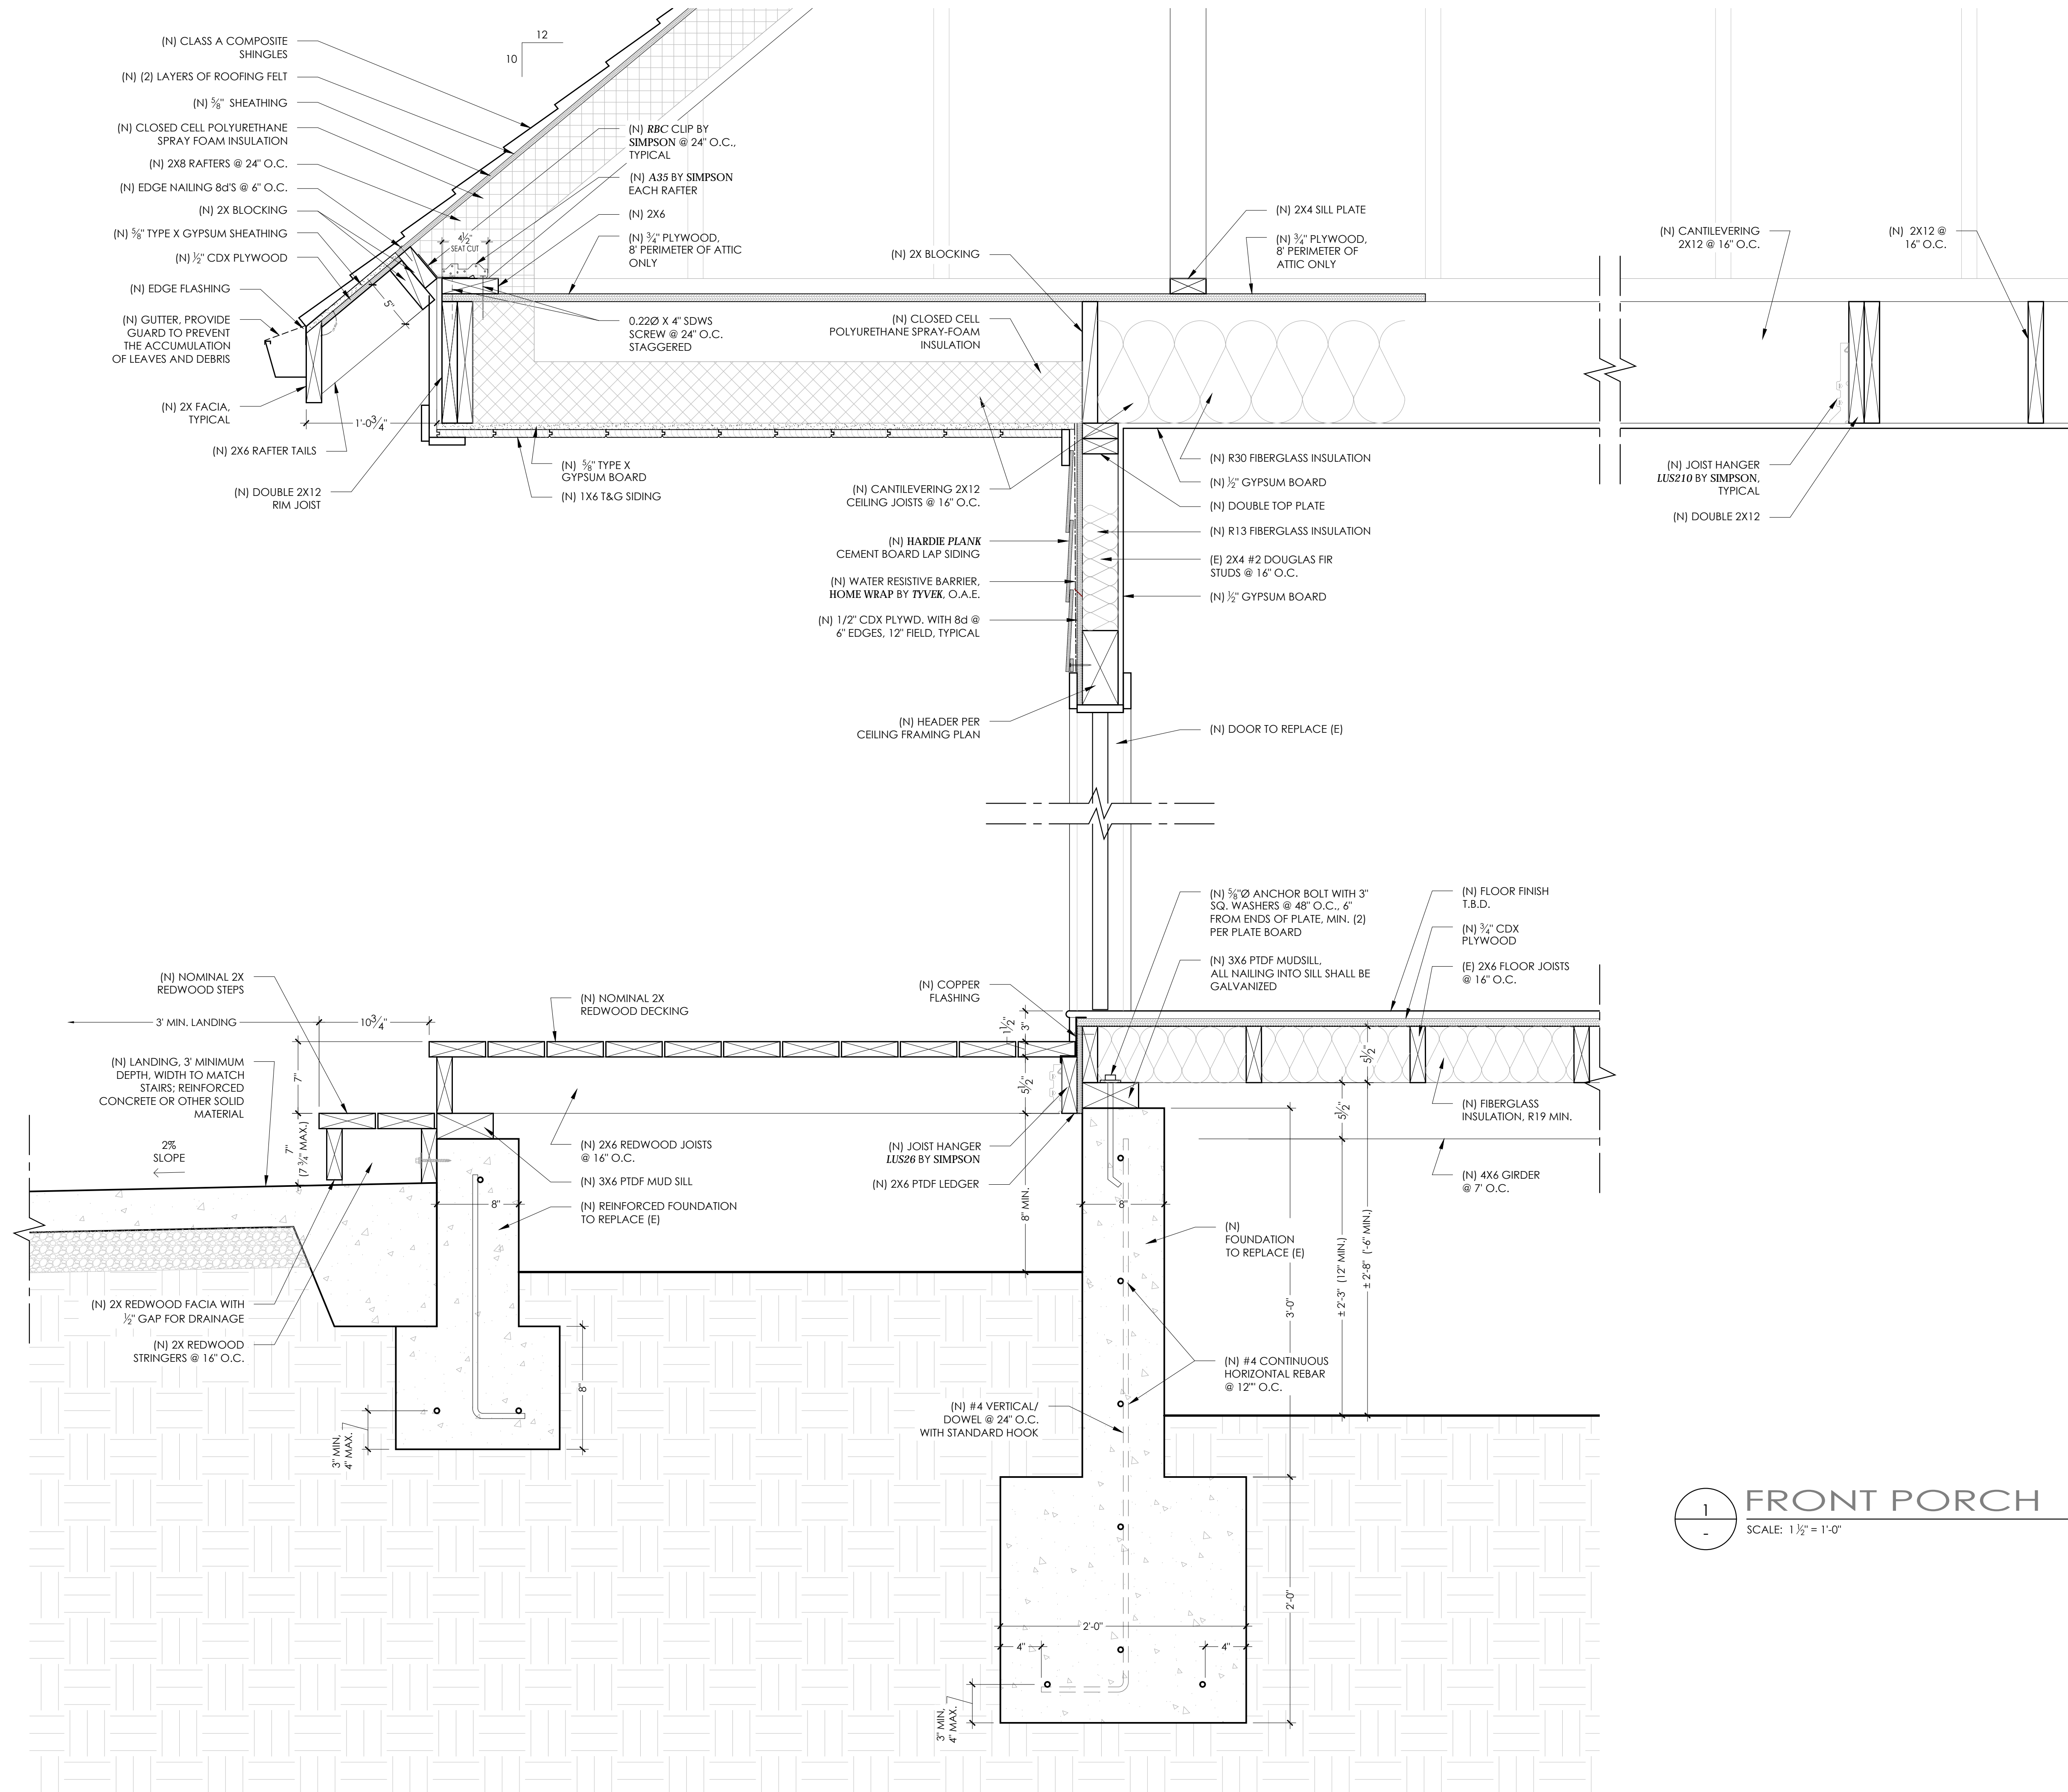 (N) CLASS A COMPOSITE
SHINGLES
(N) (2) LAYERS OF ROOFING FELT
(N) 5/8" SHEATHING
(N) CLOSED CELL POLYURETHANE
SPRAY FOAM INSULATION
(N) 2X8 RAFTERS @ 24" O.C.
(N) EDGE NAILING 8d'S @ 6" O.C.
(N) 2X BLOCKING
(N) 5/8" TYPE X GYPSUM SHEATHING
(N) 1/2" CDX PLYWOOD
(N) EDGE FLASHING
(N) GUTTER, PROVIDE
GUARD TO PREVENT
THE ACCUMULATION
OF LEAVES AND DEBRIS
(N) 2X FACIA,
TYPICAL
(N) 2X6 RAFTER TAILS
(N) DOUBLE 2X12
RIM JOIST
12
10
4 1/2"
SEAT CUT
5"
1'-0 3/4"
(N) RBC CLIP BY
SIMPSON @ 24" O.C.,
TYPICAL
(N) A35 BY SIMPSON
EACH RAFTER
(N) 2X6
(N) 3/4" PLYWOOD,
8' PERIMETER OF ATTIC
ONLY
0.22Ø X 4" SDWS
SCREW @ 24" O.C.
STAGGERED
(N) 5/8" TYPE X
GYPSUM BOARD
(N) 1X6 T&G SIDING
(N) 2X BLOCKING
(N) CLOSED CELL
POLYURETHANE SPRAY-FOAM
INSULATION
(N) CANTILEVERING 2X12
CEILING JOISTS @ 16" O.C.
(N) HARDIE PLANK
CEMENT BOARD LAP SIDING
(N) WATER RESISTIVE BARRIER,
HOME WRAP BY TYVEK, O.A.E.
(N) 1/2" CDX PLYWD. WITH 8d @
6" EDGES, 12" FIELD, TYPICAL
(N) HEADER PER
CEILING FRAMING PLAN
(N) 2X4 SILL PLATE
(N) 3/4" PLYWOOD,
8' PERIMETER OF
ATTIC ONLY
(N) R30 FIBERGLASS INSULATION
(N) 1/2" GYPSUM BOARD
(N) DOUBLE TOP PLATE
(N) R13 FIBERGLASS INSULATION
(E) 2X4 #2 DOUGLAS FIR
STUDS @ 16" O.C.
(N) 1/2" GYPSUM BOARD
(N) DOOR TO REPLACE (E)
(N) CANTILEVERING
2X12 @ 16" O.C.
(N) 2X12 @
16" O.C.
(N) JOIST HANGER
LUS210 BY SIMPSON,
TYPICAL
(N) DOUBLE 2X12
(N) NOMINAL 2X
REDWOOD STEPS
3' MIN. LANDING
10 3/4"
(N) LANDING, 3' MINIMUM
DEPTH, WIDTH TO MATCH
STAIRS; REINFORCED
CONCRETE OR OTHER SOLID
MATERIAL
7"
7"
(7 3/4" MAX.)
2%
SLOPE
(N) 2X REDWOOD FACIA WITH
1/2" GAP FOR DRAINAGE
(N) 2X REDWOOD
STRINGERS @ 16" O.C.
(N) NOMINAL 2X
REDWOOD DECKING
(N) 2X6 REDWOOD JOISTS
@ 16" O.C.
(N) 3X6 PTDF MUD SILL
(N) REINFORCED FOUNDATION
TO REPLACE (E)
8"
8"
3" MIN,
4" MAX.
(N) COPPER
FLASHING
1 1/2"
3"
5 1/2"
8" MIN.
(N) JOIST HANGER
LUS26 BY SIMPSON
(N) 2X6 PTDF LEDGER
(N) #4 VERTICAL/
DOWEL @ 24" O.C.
WITH STANDARD HOOK
(N) 5/8"Ø ANCHOR BOLT WITH 3"
SQ. WASHERS @ 48" O.C., 6"
FROM ENDS OF PLATE, MIN. (2)
PER PLATE BOARD
(N) 3X6 PTDF MUDSILL,
ALL NAILING INTO SILL SHALL BE
GALVANIZED
(N) FLOOR FINISH
T.B.D.
(N) 3/4" CDX
PLYWOOD
(E) 2X6 FLOOR JOISTS
@ 16" O.C.
5 1/2"
5 1/2"
(N) FIBERGLASS
INSULATION, R19 MIN.
(N) 4X6 GIRDER
@ 7' O.C.
8"
(N)
FOUNDATION
TO REPLACE (E)
3'-0"
± 2'-3" (12" MIN.)
± 2'-8" ('-6" MIN.)
(N) #4 CONTINUOUS
HORIZONTAL REBAR
@ 12"" O.C.
2'-0"
2'-0"
4"
4"
3" MIN,
4" MAX.
1
-
FRONT PORCH
SCALE: 1 1/2" = 1'-0"